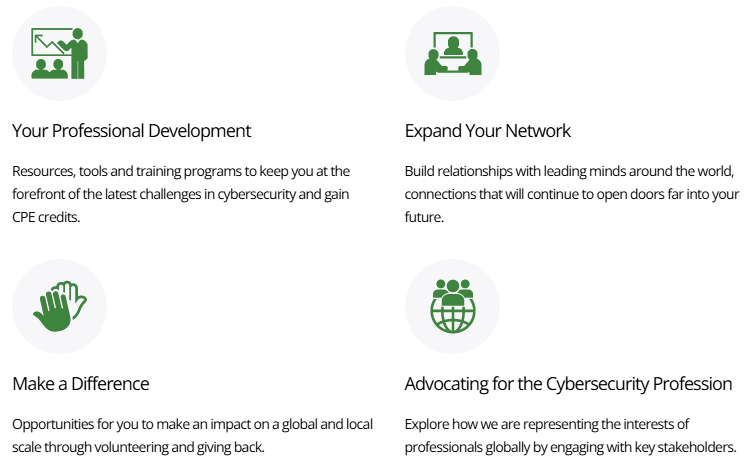 Your Professional Development
Resources, tools and training programs to keep you at the
forefront of the latest challenges in cybersecurity and gain
CPE credits.
Expand Your Network
Build relationships with leading minds around the world,
connections that will continue to open doors far into your
future.
Make a Difference
Opportunities for you to make an impact on a global and local
scale through volunteering and giving back.
Advocating for the Cybersecurity Profession
Explore how we are representing the interests of
professionals globally by engaging with key stakeholders.